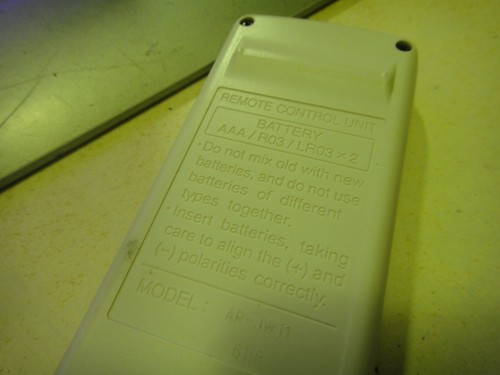 REMOTE CONTROL UNIT
BATTERY
AAA / R03 / LR03 × 2
· Do not mix old with new
batteries, and do not use
batteries of different
types together.
· Insert batteries, taking
care to align the (+) and
(−) polarities correctly.
MODEL: